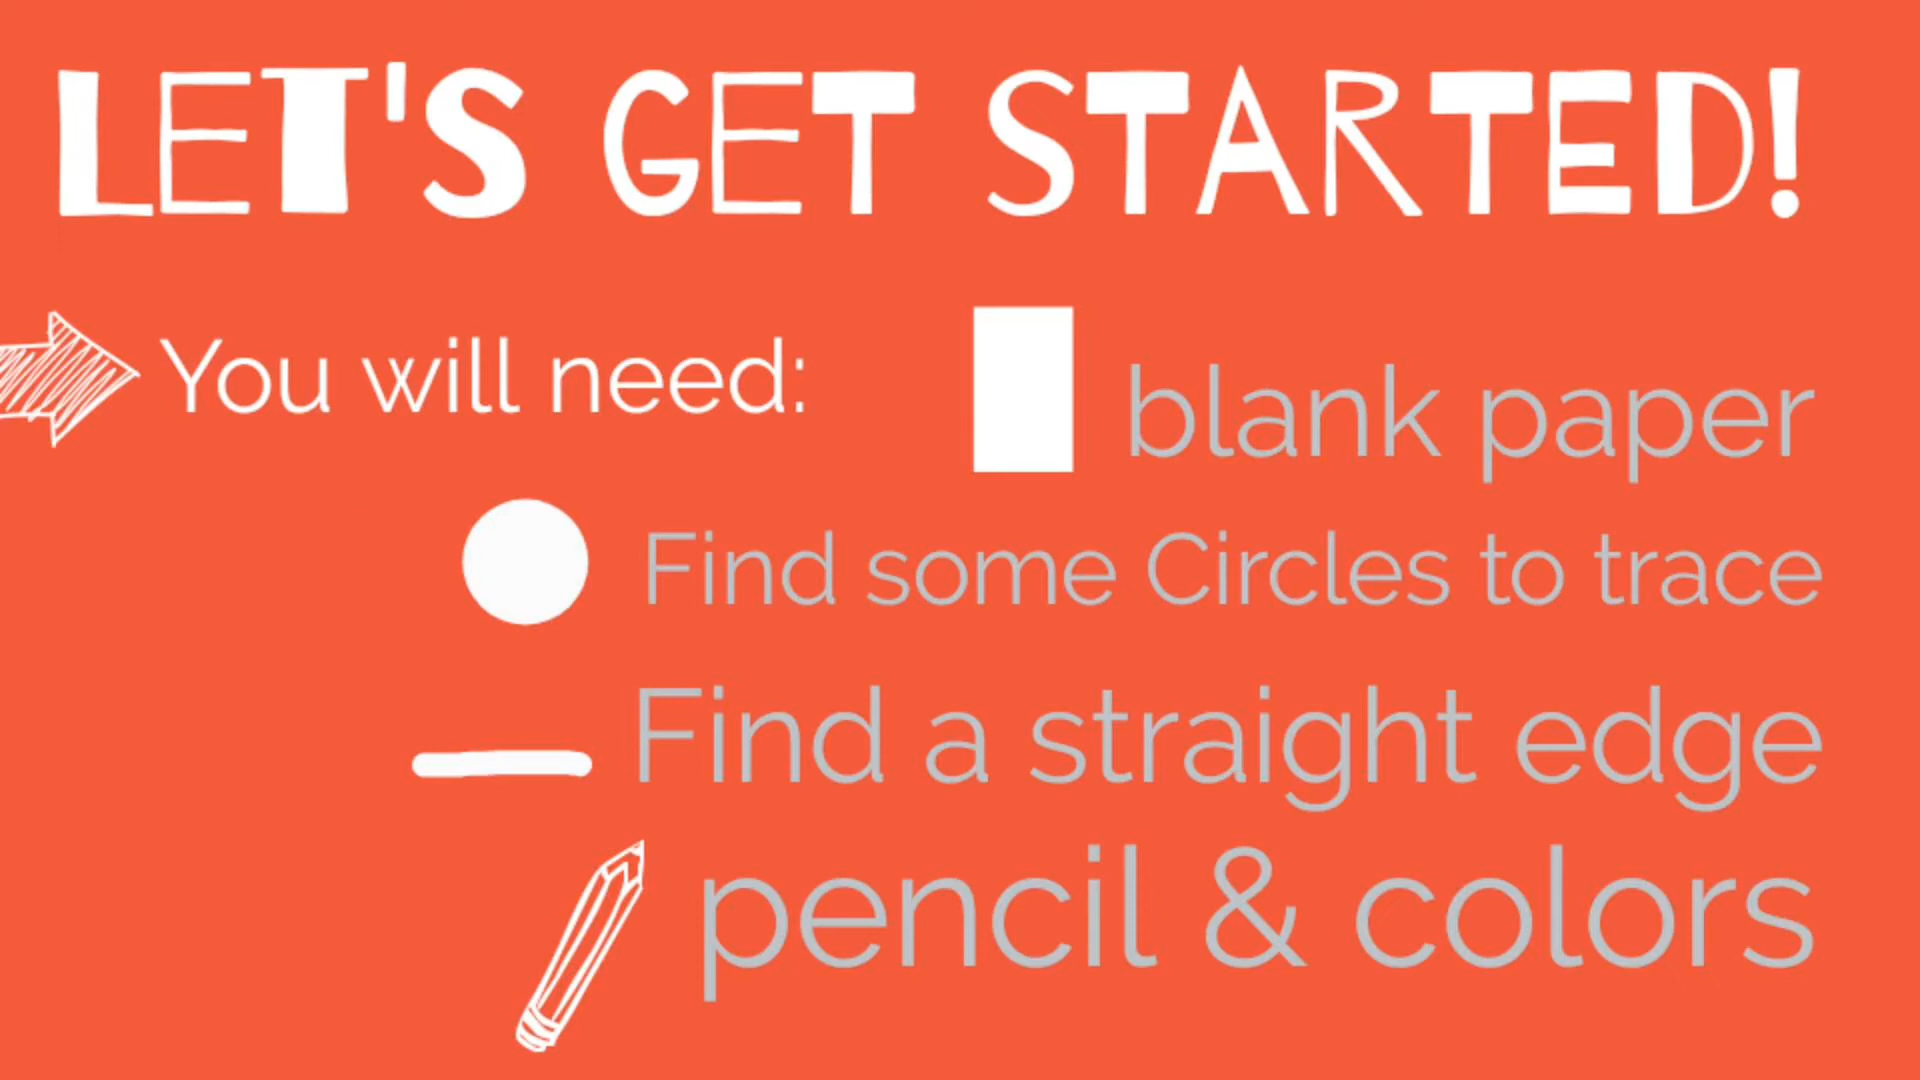 LET'S GET STARTED!
You will need:
blank paper
Find some Circles to trace
Find a straight edge
pencil & colors